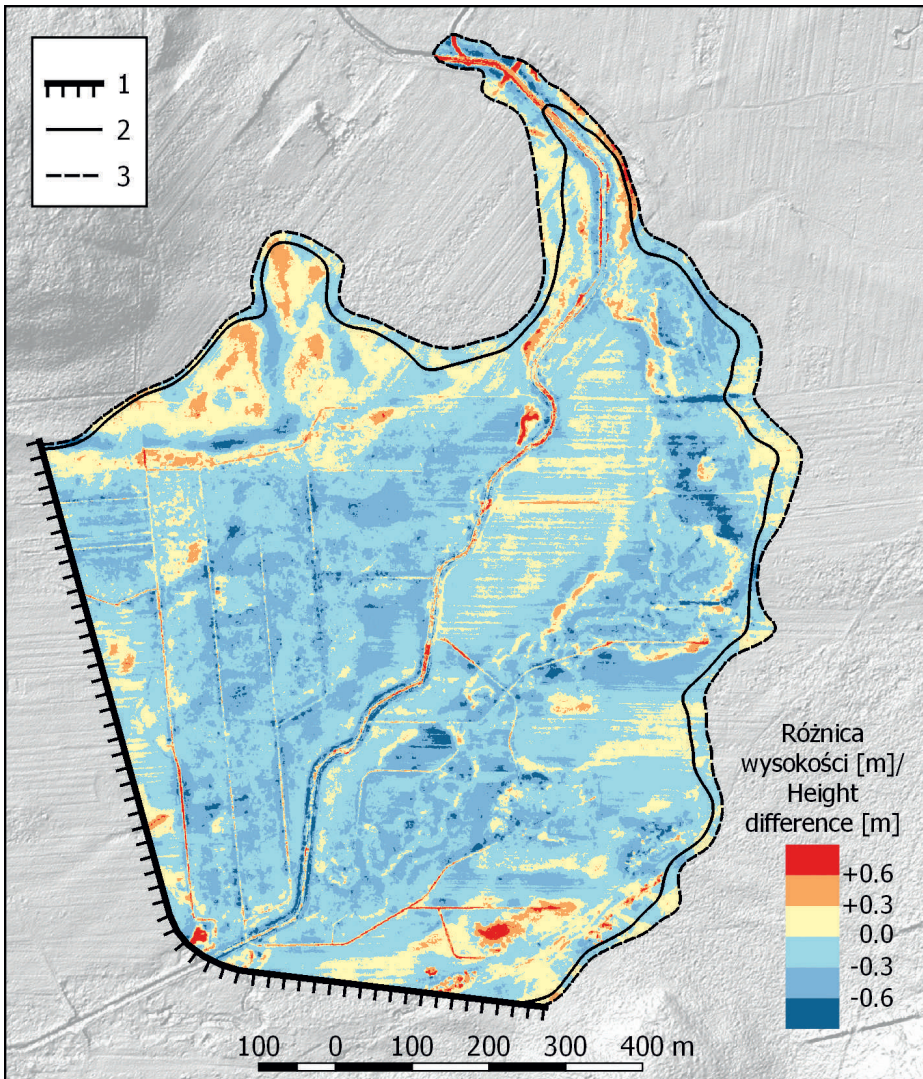 1
2
3
Różnica
wysokości [m]/
Height
difference [m]
+0.6
+0.3
0.0
-0.3
-0.6
100 0 100 200 300 400 m